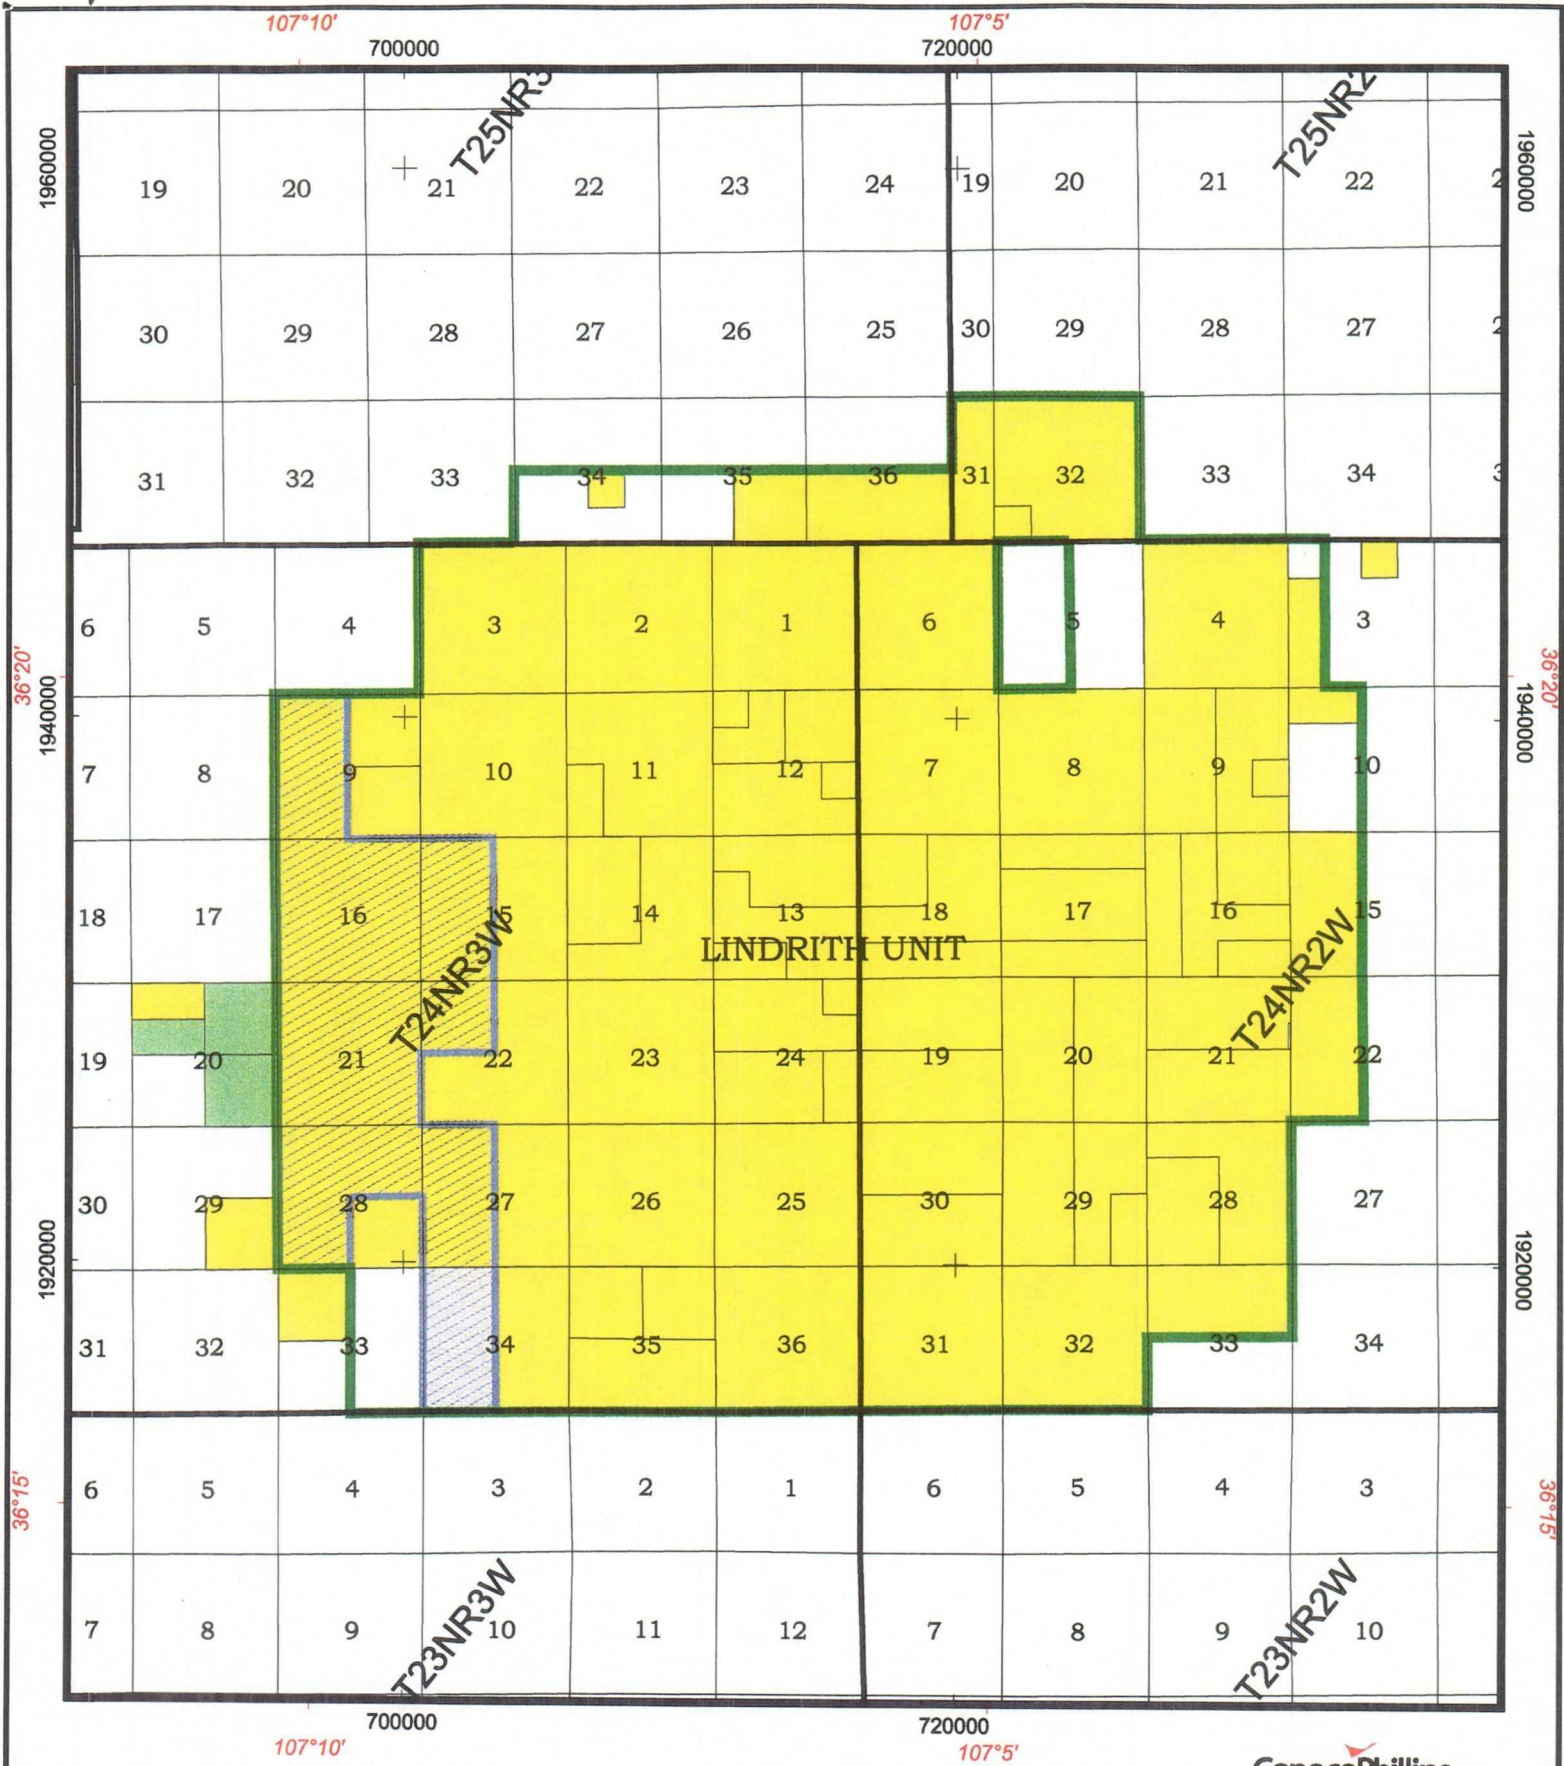 107°10' 107°5'
700000 720000
T25NR3 T25NR2
1960000 1960000
19 20 21 22 23 24 19 20 21 22
30 29 28 27 26 25 30 29 28 27
31 32 33 34 35 36 31 32 33 34
6 5 4 3 2 1 6 5 4 3
36°20' 36°20'
1940000 1940000
7 8 9 10 11 12 7 8 9 10
18 17 16 15 14 13 18 17 16 15
LINDRITH UNIT
T24NR3W T24NR2W
19 20 21 22 23 24 19 20 21 22
30 29 28 27 26 25 30 29 28 27
1920000 1920000
31 32 33 34 35 36 31 32 33 34
6 5 4 3 2 1 6 5 4 3
36°15' 36°15'
7 8 9 10 11 12 7 8 9 10
T23NR3W T23NR2W
700000 720000
107°10' 107°5'
ConocoPhillips